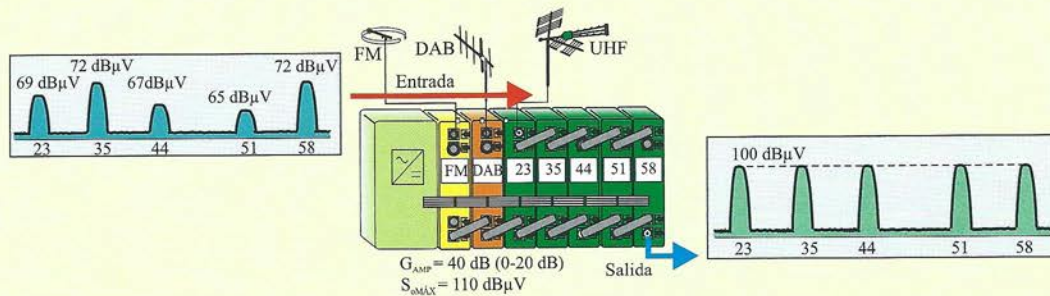 69 dBµV
72 dBµV
67dBµV
65 dBµV
72 dBµV
23 35 44 51 58
FM
DAB
UHF
Entrada
FM DAB 23 35 44 51 58
G_AMP = 40 dB (0-20 dB)
S_oMÁX = 110 dBµV
Salida
100 dBµV
23 35 44 51 58